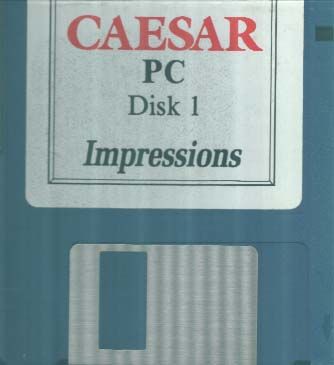 CAESAR
PC
Disk 1
Impressions